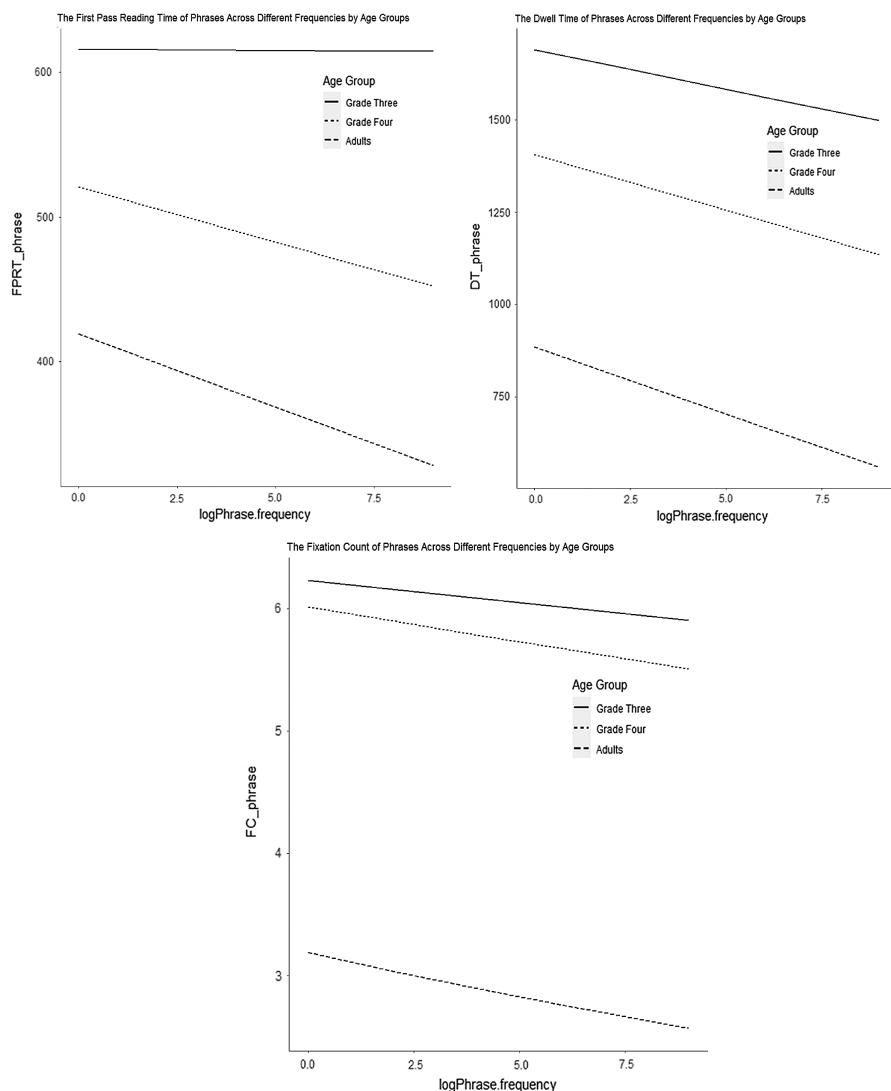 The First Pass Reading Time of Phrases Across Different Frequencies by Age Groups
600
500
400
FPRT_phrase
Age Group
Grade Three
Grade Four
Adults
0.0
2.5
5.0
7.5
logPhrase.frequency
The Dwell Time of Phrases Across Different Frequencies by Age Groups
1500
1250
1000
750
DT_phrase
Age Group
Grade Three
Grade Four
Adults
0.0
2.5
5.0
7.5
logPhrase.frequency
The Fixation Count of Phrases Across Different Frequencies by Age Groups
6
5
4
3
FC_phrase
Age Group
Grade Three
Grade Four
Adults
0.0
2.5
5.0
7.5
logPhrase.frequency